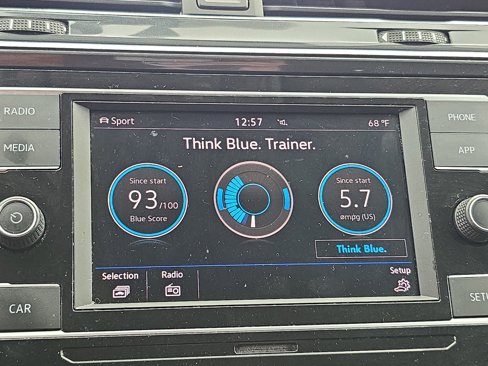 RADIO
MEDIA
CAR
Sport
12:57
68 °F
Think Blue. Trainer.
Since start
93/100
Blue Score
Since start
5.7
ømpg (US)
Think Blue.
Selection
Radio
Setup
PHONE
APP
SETU